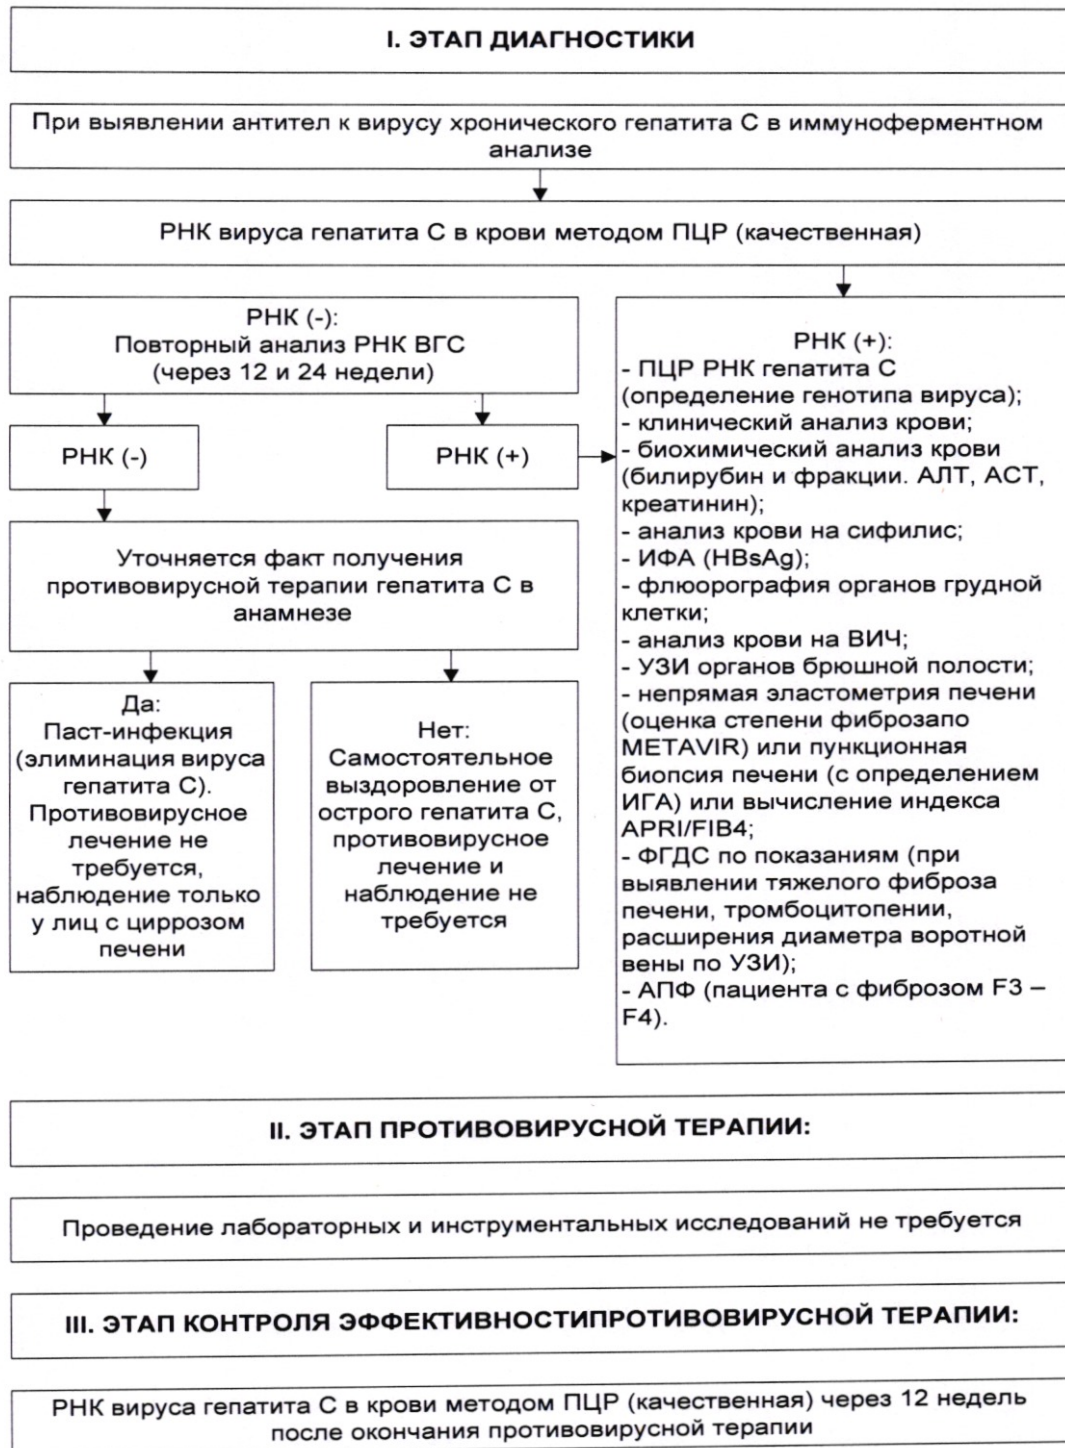 I. ЭТАП ДИАГНОСТИКИ
При выявлении антител к вирусу хронического гепатита С в иммуноферментном
анализе
РНК вируса гепатита С в крови методом ПЦР (качественная)
РНК (-):
Повторный анализ РНК ВГС
(через 12 и 24 недели)
РНК (-)
РНК (+)
Уточняется факт получения
противовирусной терапии гепатита С в
анамнезе
Да:
Паст-инфекция
(элиминация вируса
гепатита С).
Противовирусное
лечение не
требуется,
наблюдение только
у лиц с циррозом
печени
Нет:
Самостоятельное
выздоровление от
острого гепатита С,
противовирусное
лечение и
наблюдение не
требуется
РНК (+):
- ПЦР РНК гепатита С
(определение генотипа вируса);
- клинический анализ крови;
- биохимический анализ крови
(билирубин и фракции. АЛТ, АСТ,
креатинин);
- анализ крови на сифилис;
- ИФА (HBsAg);
- флюорография органов грудной
клетки;
- анализ крови на ВИЧ;
- УЗИ органов брюшной полости;
- непрямая эластометрия печени
(оценка степени фиброзапо
METAVIR) или пункционная
биопсия печени (с определением
ИГА) или вычисление индекса
APRI/FIB4;
- ФГДС по показаниям (при
выявлении тяжелого фиброза
печени, тромбоцитопении,
расширения диаметра воротной
вены по УЗИ);
- АПФ (пациента с фиброзом F3 –
F4).
II. ЭТАП ПРОТИВОВИРУСНОЙ ТЕРАПИИ:
Проведение лабораторных и инструментальных исследований не требуется
III. ЭТАП КОНТРОЛЯ ЭФФЕКТИВНОСТИПРОТИВОВИРУСНОЙ ТЕРАПИИ:
РНК вируса гепатита С в крови методом ПЦР (качественная) через 12 недель
после окончания противовирусной терапии